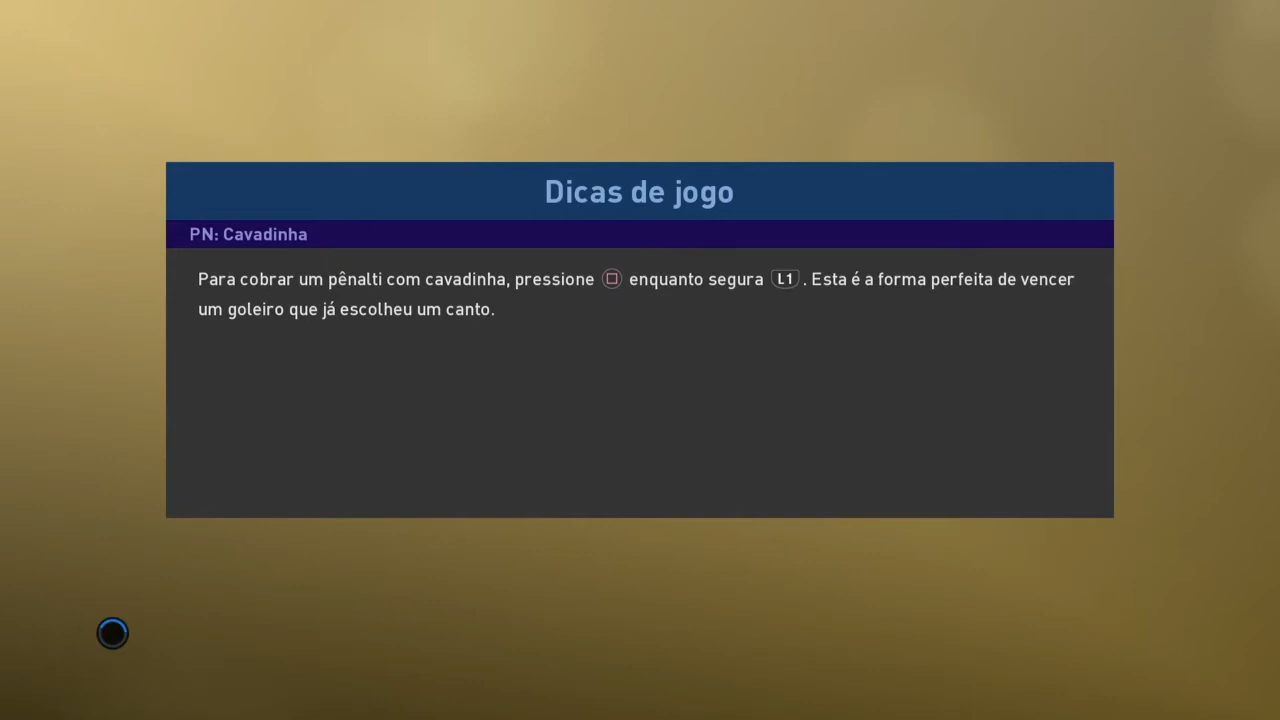 Dicas de jogo
PN: Cavadinha
Para cobrar um pênalti com cavadinha, pressione □ enquanto segura L1 . Esta é a forma perfeita de vencer
um goleiro que já escolheu um canto.